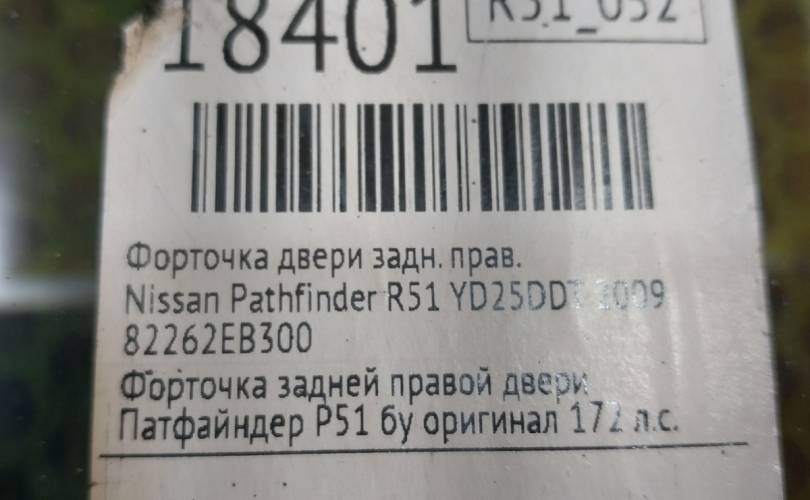 18401
R51_052
Форточка двери задн. прав.
Nissan Pathfinder R51 YD25DDT 2009
82262EB300
Форточка задней правой двери
Патфайндер Р51 бу оригинал 172 л.с.